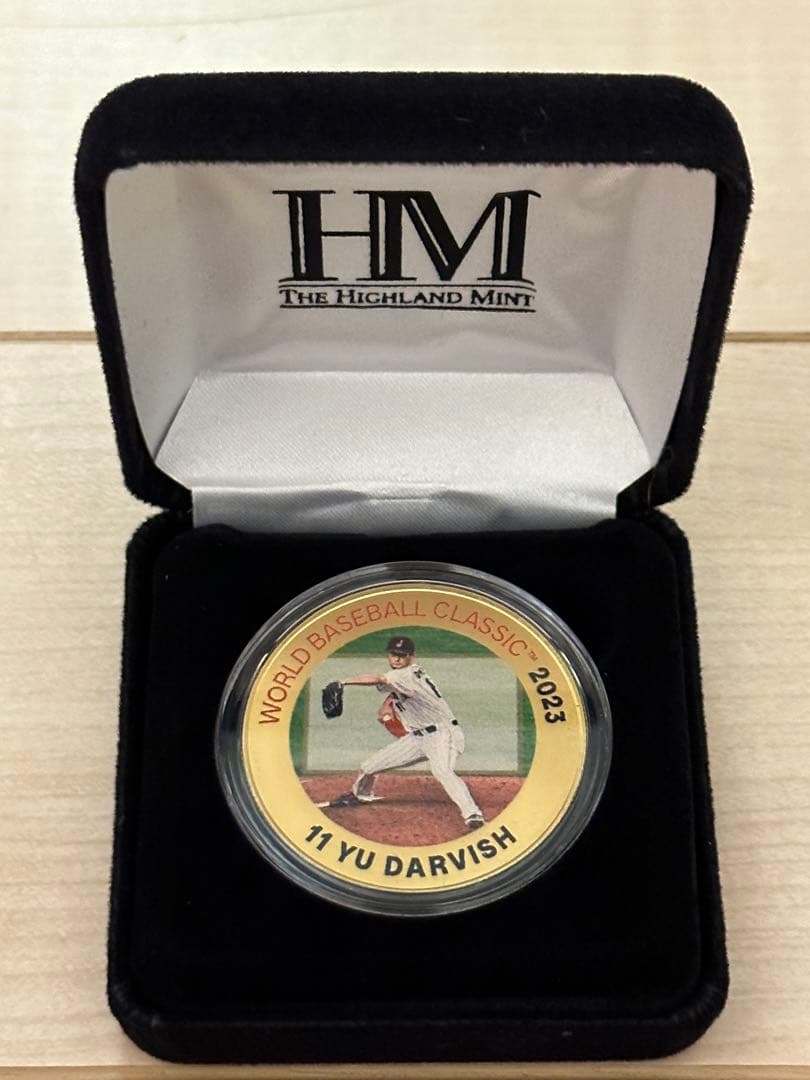 HM
THE HIGHLAND MINT
WORLD BASEBALL CLASSIC™ 2023
11 YU DARVISH